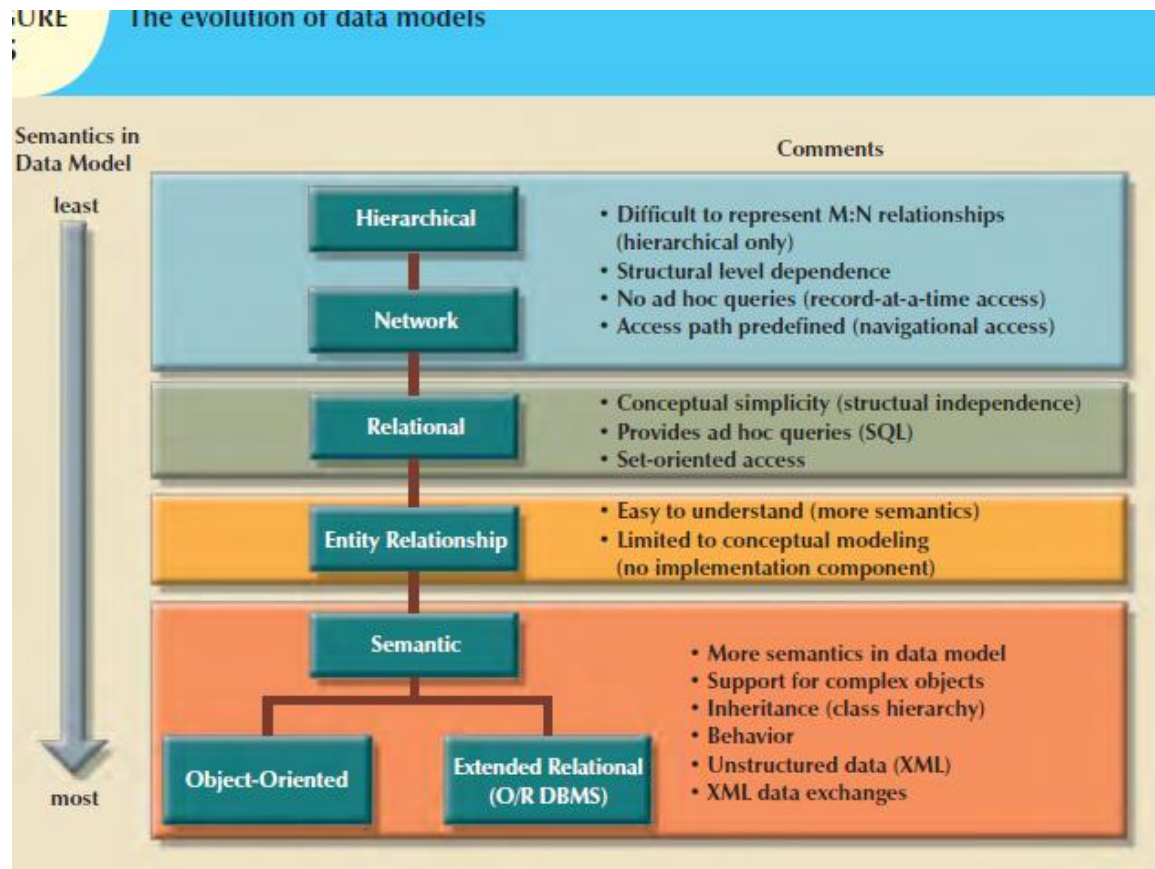 The evolution of data models
Semantics in
Data Model
Comments
least
Hierarchical
Network
• Difficult to represent M:N relationships
(hierarchical only)
• Structural level dependence
• No ad hoc queries (record-at-a-time access)
• Access path predefined (navigational access)
Relational
• Conceptual simplicity (structual independence)
• Provides ad hoc queries (SQL)
• Set-oriented access
Entity Relationship
• Easy to understand (more semantics)
• Limited to conceptual modeling
(no implementation component)
Semantic
Object-Oriented
Extended Relational
(O/R DBMS)
• More semantics in data model
• Support for complex objects
• Inheritance (class hierarchy)
• Behavior
• Unstructured data (XML)
• XML data exchanges
most